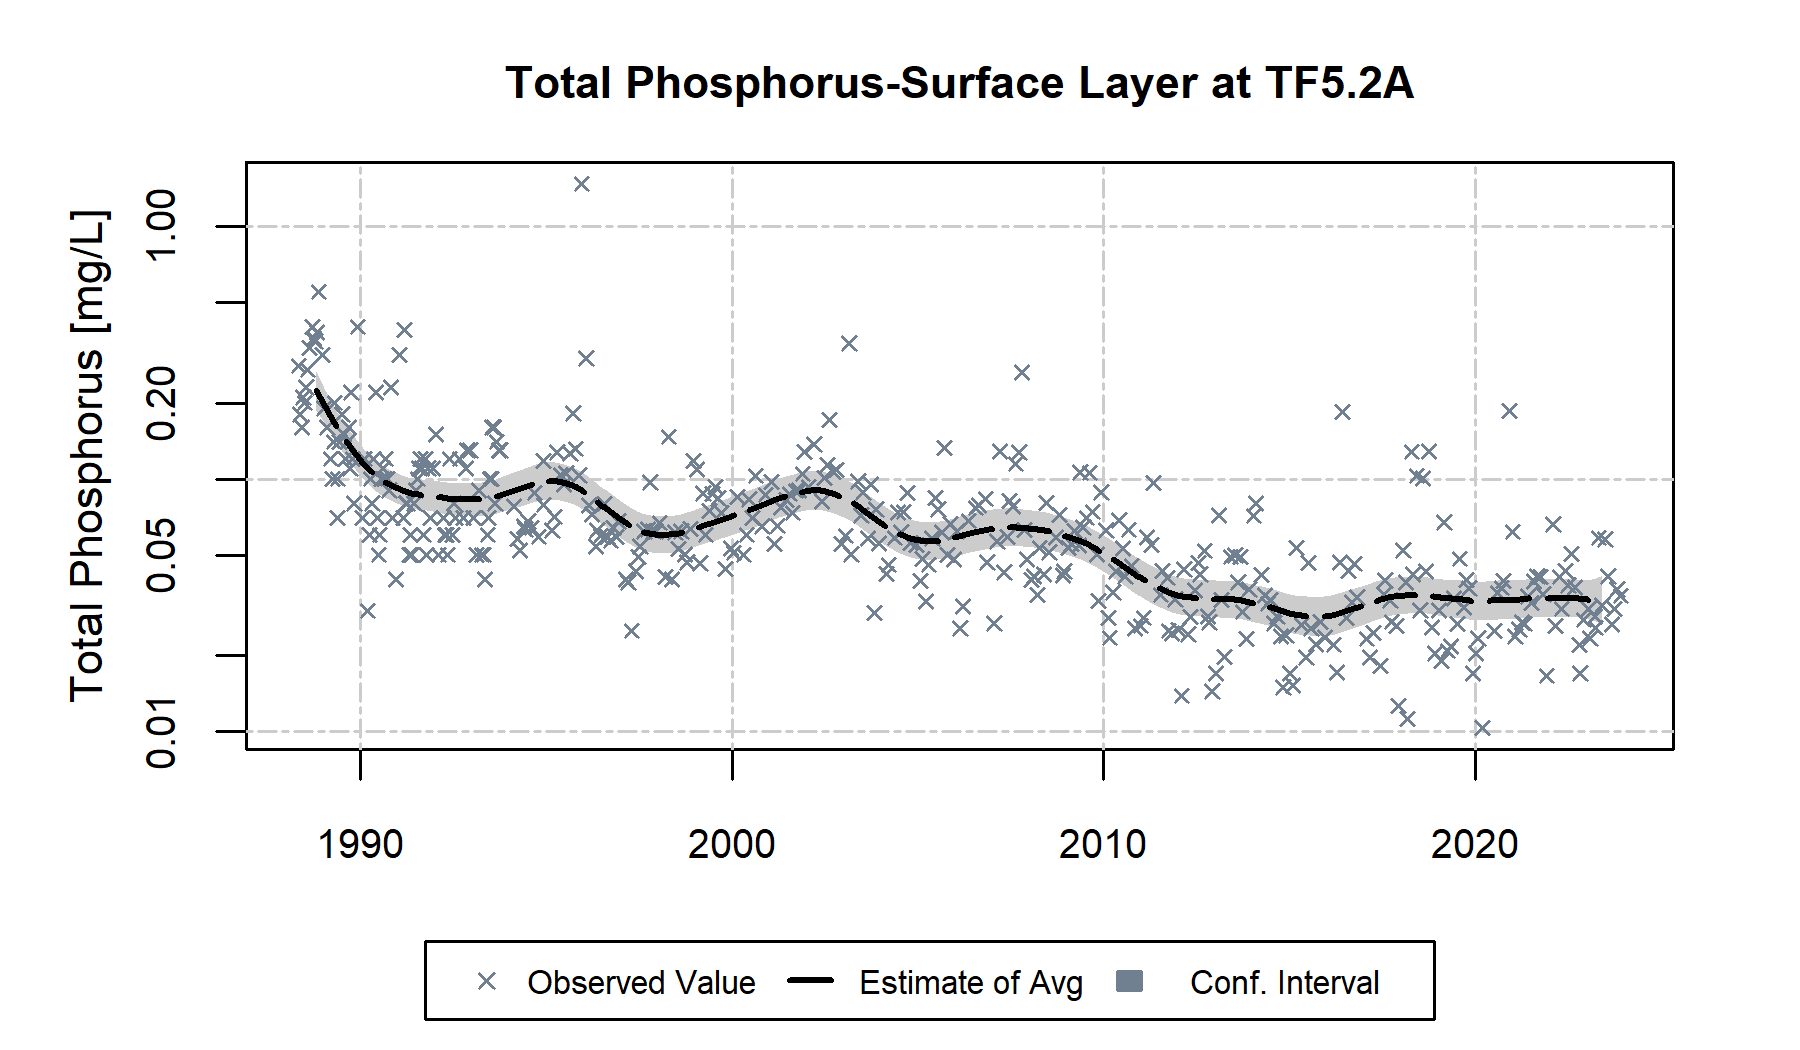 Total Phosphorus-Surface Layer at TF5.2A
Total Phosphorus [mg/L]
1.00
0.20
0.05
0.01
1990 2000 2010 2020
Observed Value Estimate of Avg Conf. Interval